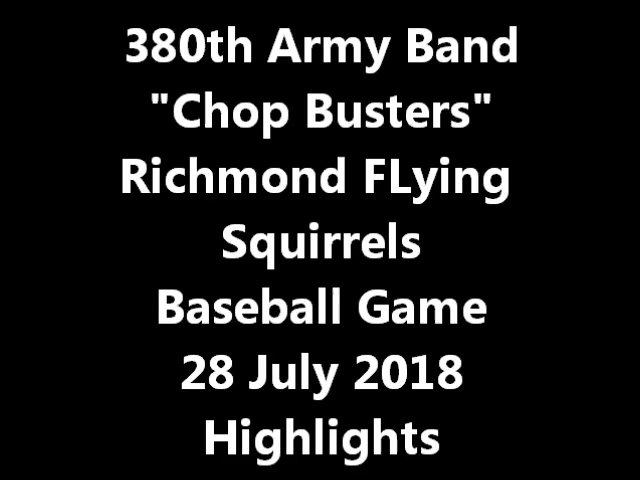 380th Army Band
"Chop Busters"
Richmond FLying
Squirrels
Baseball Game
28 July 2018
Highlights